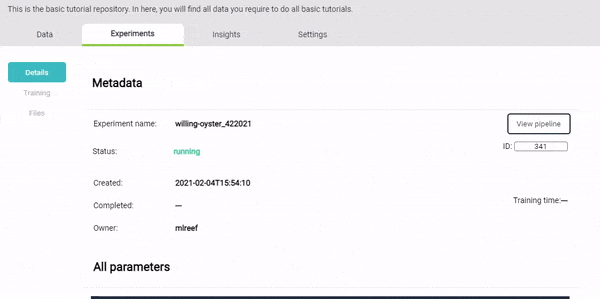 This is the basic tutorial repository. In here, you will find all data you require to do all basic tutorials.
Data Experiments Insights Settings
Details
Training
Files
Metadata
Experiment name: willing-oyster_422021
View pipeline
Status: running
ID: 341
Created: 2021-02-04T15:54:10
Completed: ---
Training time:---
Owner: mlreef
All parameters